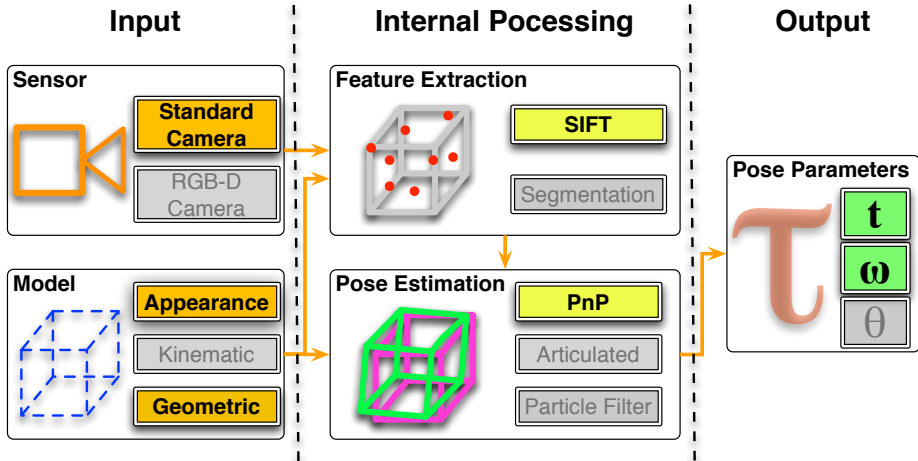 Input
Internal Pocessing
Output
Sensor
Standard
Camera
RGB-D
Camera
Model
Appearance
Kinematic
Geometric
Feature Extraction
SIFT
Segmentation
Pose Estimation
PnP
Articulated
Particle Filter
Pose Parameters
τ
t
ω
θ